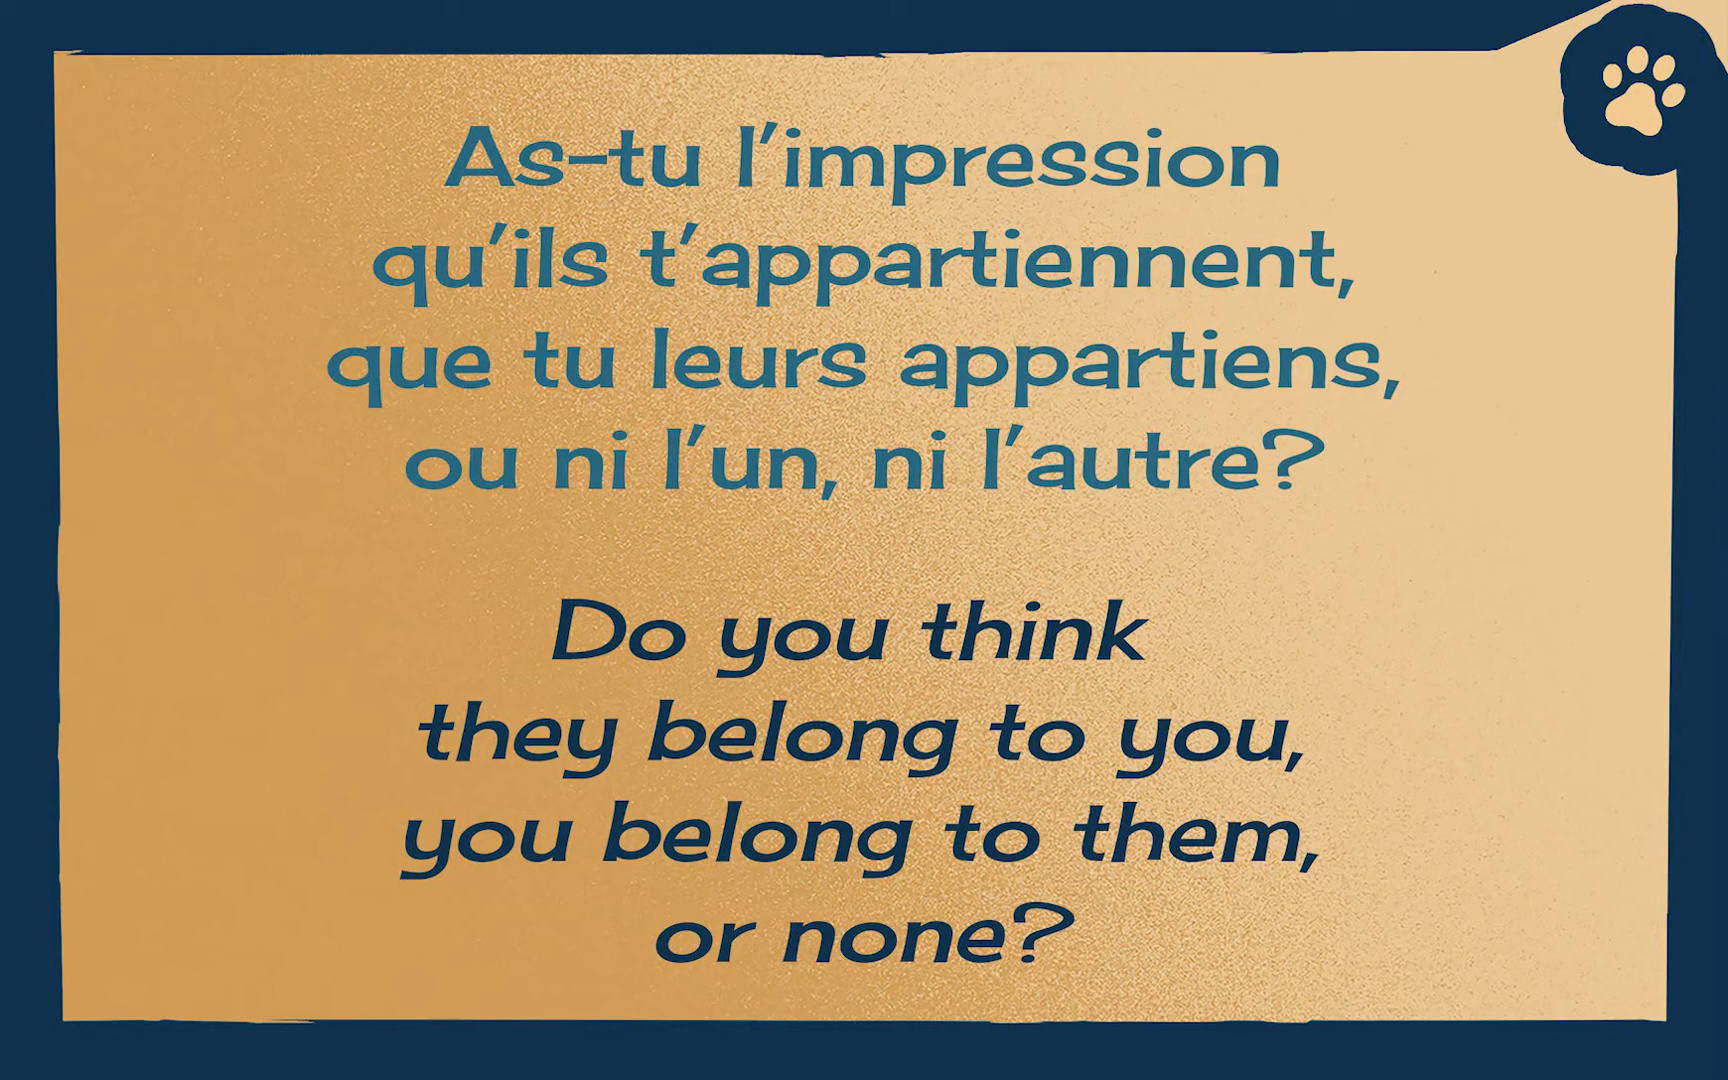 As-tu l'impression
qu'ils t'appartiennent,
que tu leurs appartiens,
ou ni l'un, ni l'autre?
Do you think
they belong to you,
you belong to them,
or none?